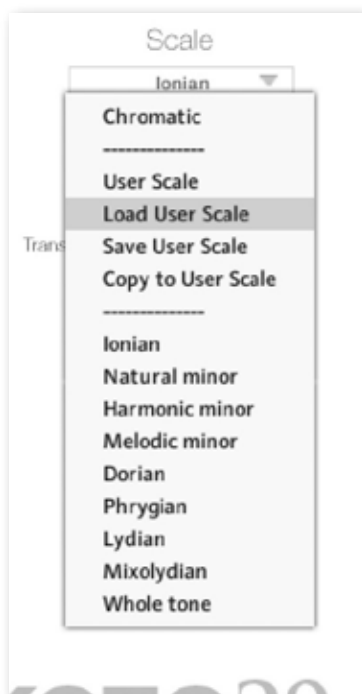 Scale
Ionian
Chromatic
--------------
User Scale
Load User Scale
Trans
Save User Scale
Copy to User Scale
--------------
Ionian
Natural minor
Harmonic minor
Melodic minor
Dorian
Phrygian
Lydian
Mixolydian
Whole tone